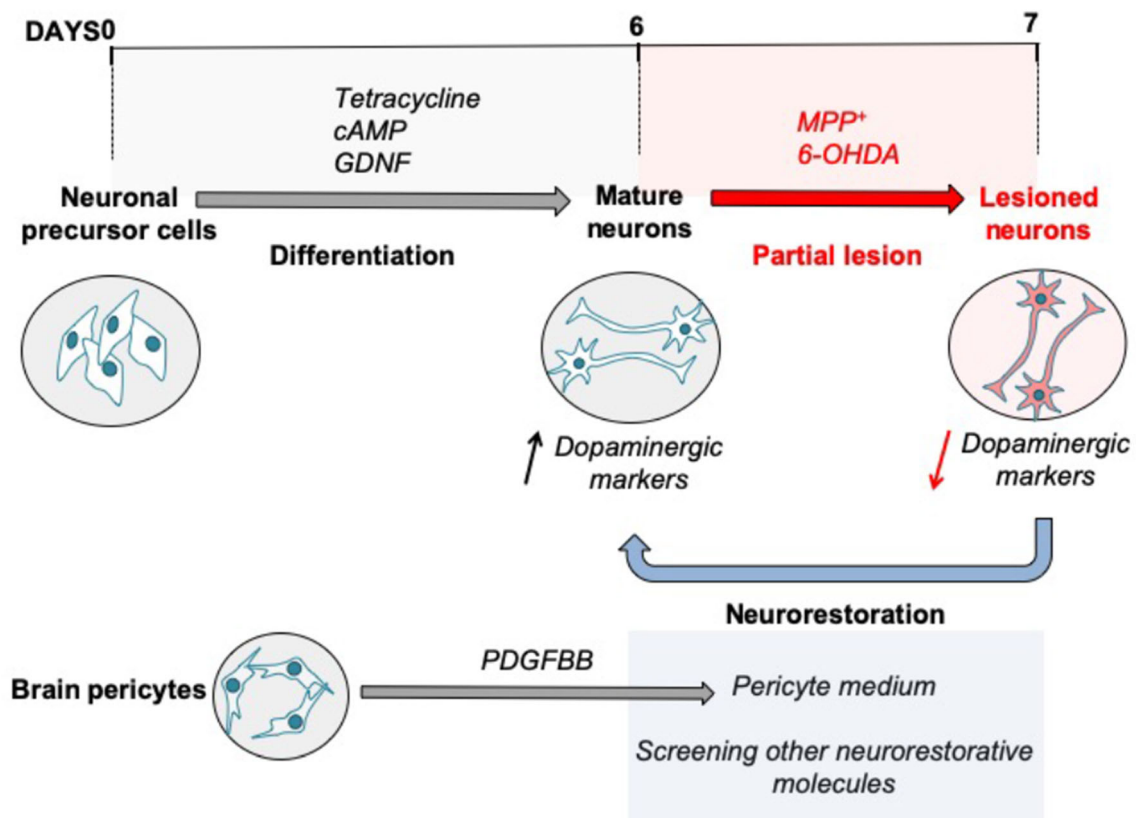 DAYS0 6 7
Tetracycline
cAMP
GDNF
MPP⁺
6-OHDA
Neuronal
precursor cells
Differentiation
Mature
neurons
Partial lesion
Lesioned
neurons
Dopaminergic
markers
Dopaminergic
markers
Neurorestoration
Brain pericytes
PDGFBB
Pericyte medium
Screening other neurorestorative
molecules